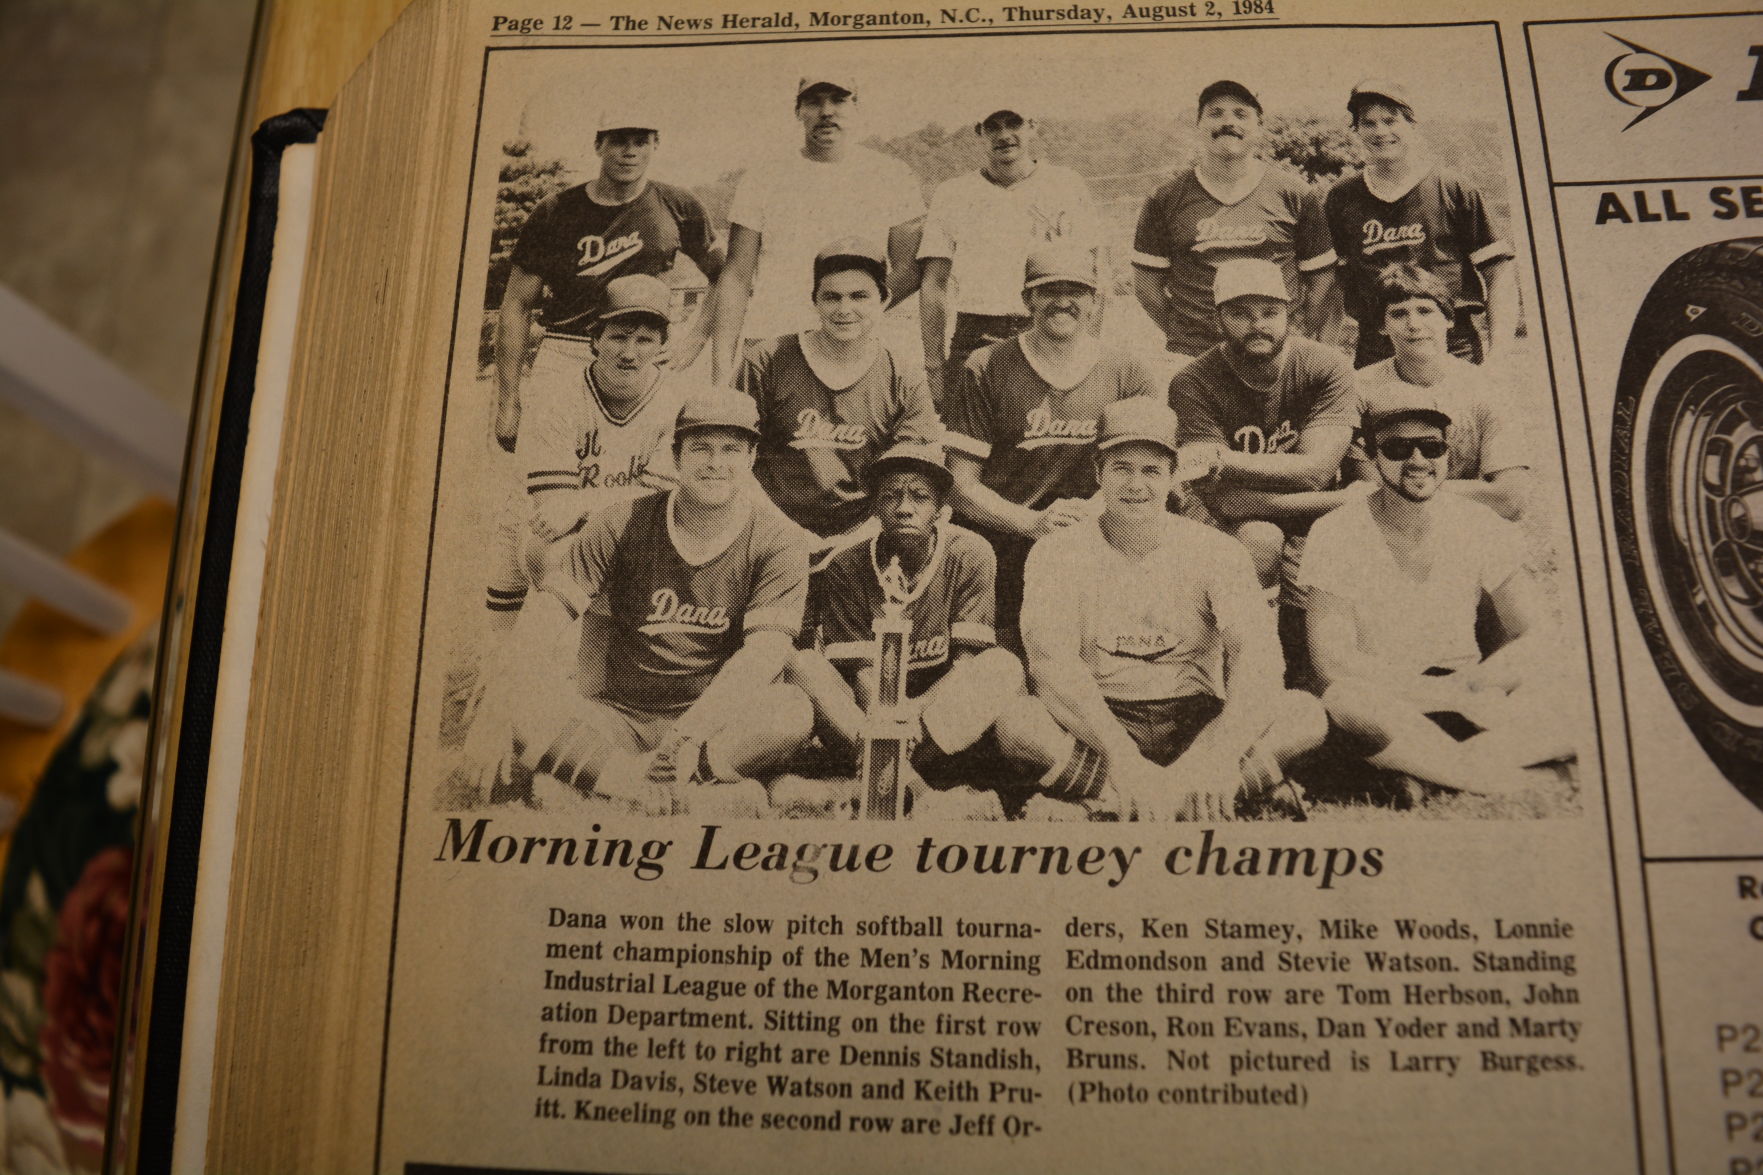 Page 12 — The News Herald, Morganton, N.C., Thursday, August 2, 1984
Dana
NY
Dana
Dana
Dana
Dana
Dana
Dana
DANA
Morning League tourney champs
Dana won the slow pitch softball tourna-
ment championship of the Men's Morning
Industrial League of the Morganton Recre-
ation Department. Sitting on the first row
from the left to right are Dennis Standish,
Linda Davis, Steve Watson and Keith Pru-
itt. Kneeling on the second row are Jeff Or-
ders, Ken Stamey, Mike Woods, Lonnie
Edmondson and Stevie Watson. Standing
on the third row are Tom Herbson, John
Creson, Ron Evans, Dan Yoder and Marty
Bruns. Not pictured is Larry Burgess.
(Photo contributed)
D
ALL SE
P2
P2
P2